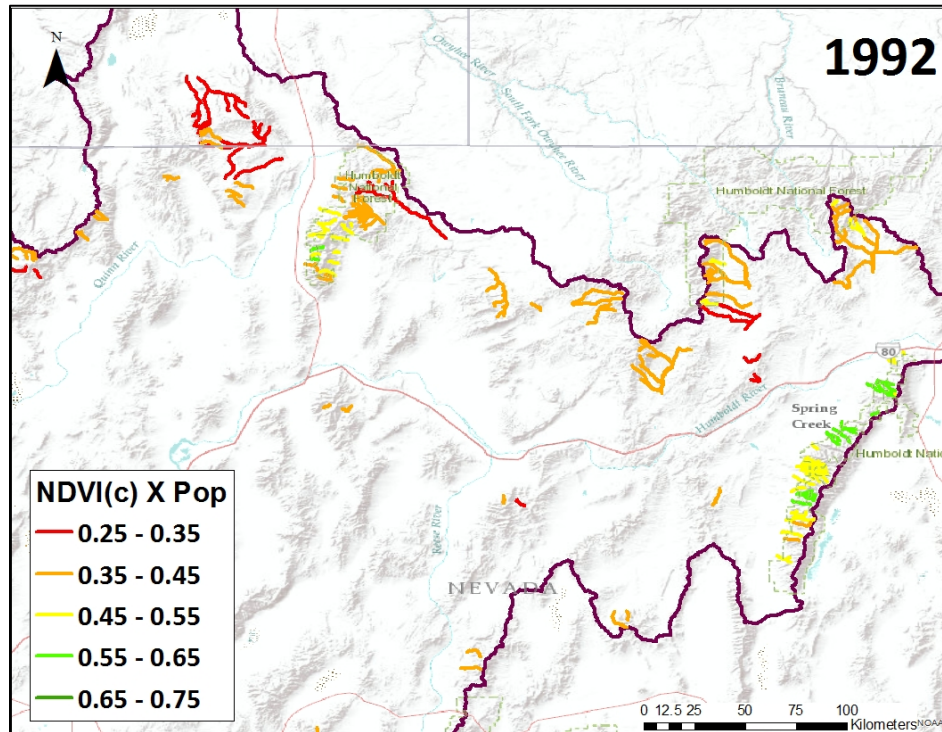 1992
N
Owyhee River
South Fork Owyhee River
Bruneau River
Humboldt
National
Forest
Humboldt National Forest
Quinn River
80
Humboldt River
Spring
Creek
Humboldt Natio
Reese River
NEVADA
NDVI(c) X Pop
0.25 - 0.35
0.35 - 0.45
0.45 - 0.55
0.55 - 0.65
0.65 - 0.75
0 12.5 25 50 75 100
Kilometers
NOAA